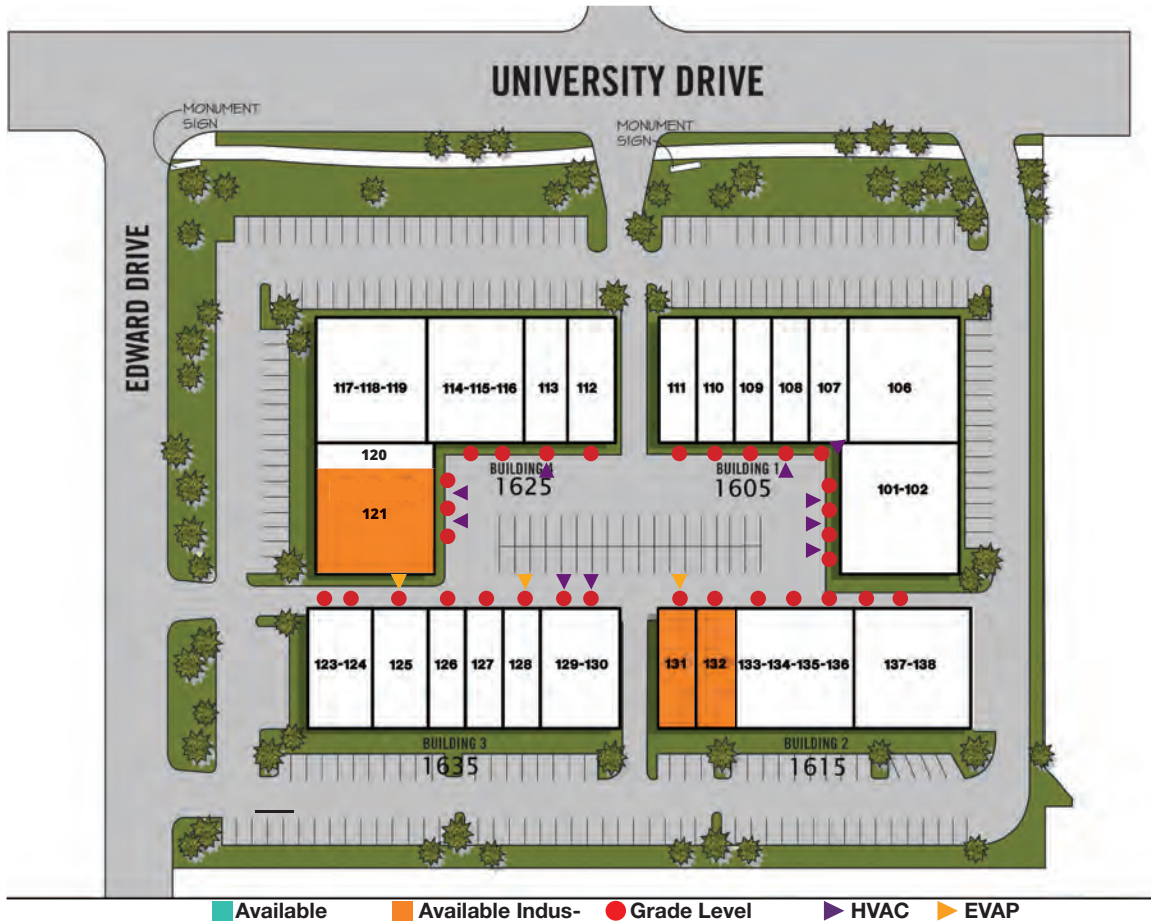 UNIVERSITY DRIVE
MONUMENT
SIGN
MONUMENT
SIGN
EDWARD DRIVE
117-118-119
114-115-116
113
112
111
110
109
108
107
106
120
121
BUILDING 4
1625
BUILDING 1
1605
101-102
123-124
125
126
127
128
129-130
131
132
133-134-135-136
137-138
BUILDING 3
1635
BUILDING 2
1615
Available
Available Indus-
Grade Level
HVAC
EVAP